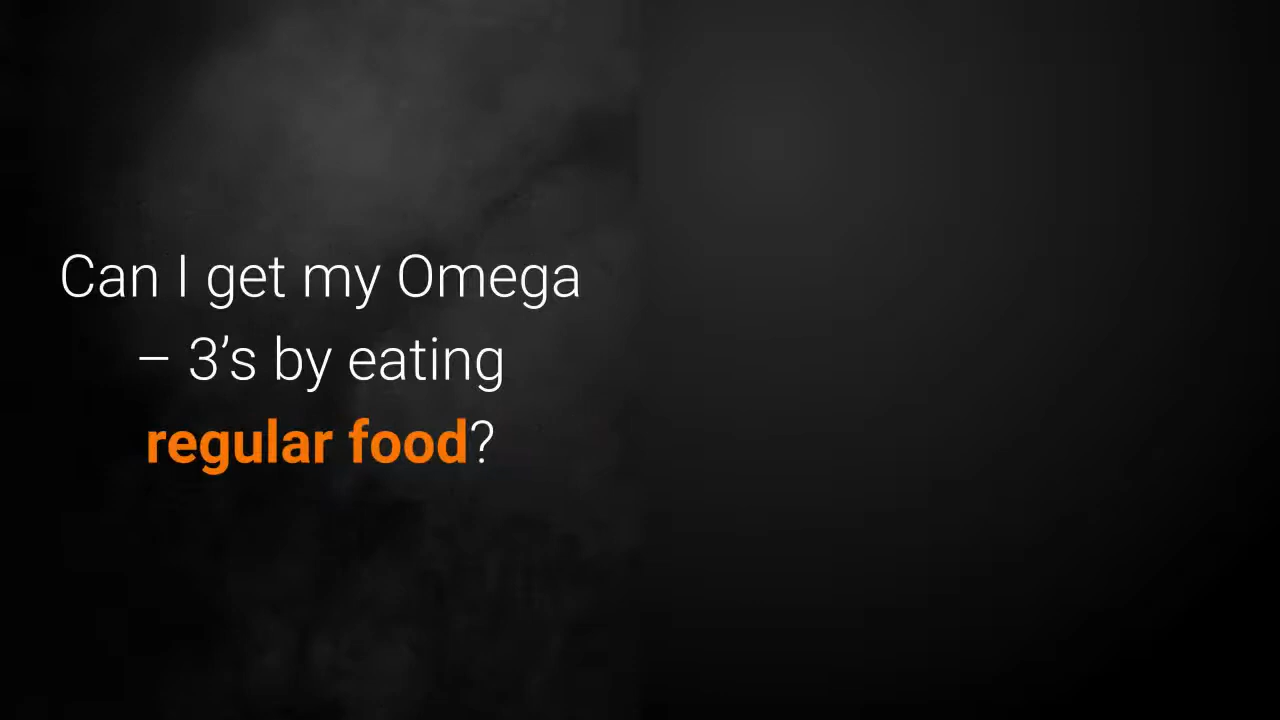 Can I get my Omega
– 3’s by eating
regular food?